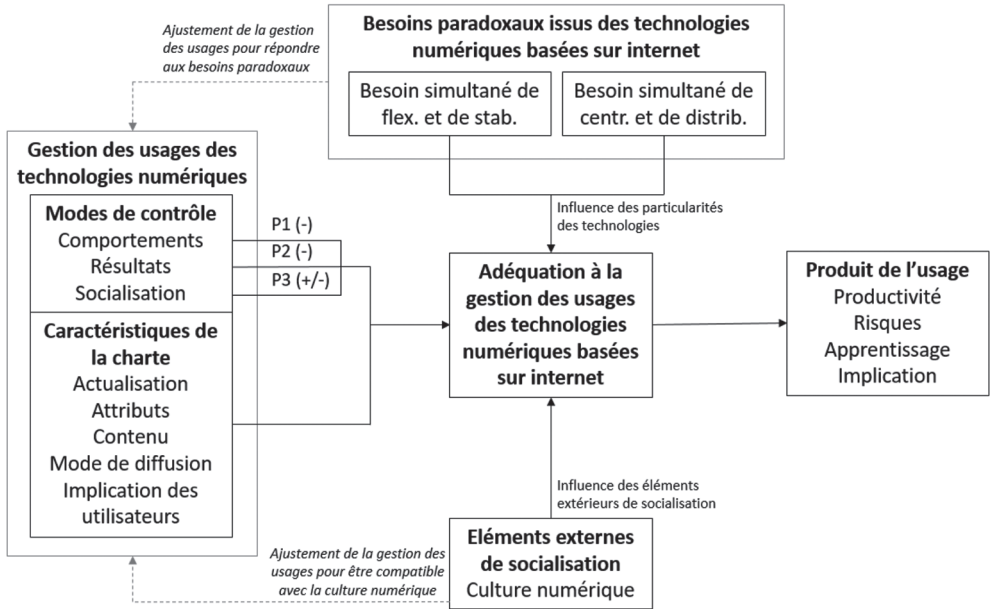 Ajustement de la gestion
des usages pour répondre
aux besoins paradoxaux
Besoins paradoxaux issus des technologies
numériques basées sur internet
Besoin simultané de
flex. et de stab.
Besoin simultané de
centr. et de distrib.
Gestion des usages des
technologies numériques
Modes de contrôle
Comportements
Résultats
Socialisation
P1 (-)
P2 (-)
P3 (+/-)
Caractéristiques de
la charte
Actualisation
Attributs
Contenu
Mode de diffusion
Implication des
utilisateurs
Influence des particularités
des technologies
Adéquation à la
gestion des usages
des technologies
numériques basées
sur internet
Produit de l’usage
Productivité
Risques
Apprentissage
Implication
Influence des éléments
extérieurs de socialisation
Eléments externes
de socialisation
Culture numérique
Ajustement de la gestion des
usages pour être compatible
avec la culture numérique